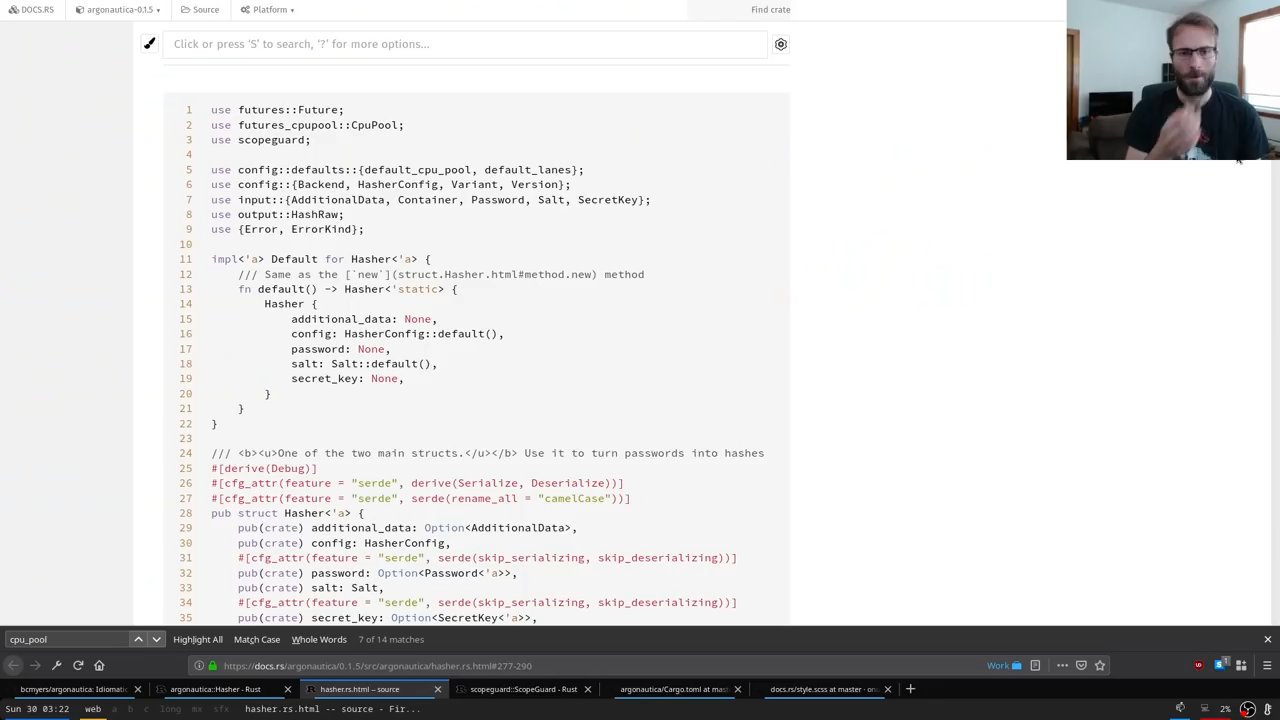 DOCS.RS argonautica-0.1.5 Source Platform Find crate
Click or press 'S' to search, '?' for more options...
1 use futures::Future;
2 use futures_cpupool::CpuPool;
3 use scopeguard;
4
5 use config::defaults::{default_cpu_pool, default_lanes};
6 use config::{Backend, HasherConfig, Variant, Version};
7 use input::{AdditionalData, Container, Password, Salt, SecretKey};
8 use output::HashRaw;
9 use {Error, ErrorKind};
10
11 impl<'a> Default for Hasher<'a> {
12 /// Same as the [`new`](struct.Hasher.html#method.new) method
13 fn default() -> Hasher<'static> {
14 Hasher {
15 additional_data: None,
16 config: HasherConfig::default(),
17 password: None,
18 salt: Salt::default(),
19 secret_key: None,
20 }
21 }
22 }
23
24 /// <b><u>One of the two main structs.</u></b> Use it to turn passwords into hashes
25 #[derive(Debug)]
26 #[cfg_attr(feature = "serde", derive(Serialize, Deserialize))]
27 #[cfg_attr(feature = "serde", serde(rename_all = "camelCase"))]
28 pub struct Hasher<'a> {
29 pub(crate) additional_data: Option<AdditionalData>,
30 pub(crate) config: HasherConfig,
31 #[cfg_attr(feature = "serde", serde(skip_serializing, skip_deserializing))]
32 pub(crate) password: Option<Password<'a>>,
33 pub(crate) salt: Salt,
34 #[cfg_attr(feature = "serde", serde(skip_serializing, skip_deserializing))]
35 pub(crate) secret_key: Option<SecretKey<'a>>,
cpu_pool Highlight All Match Case Whole Words 7 of 14 matches
https://docs.rs/argonautica/0.1.5/src/argonautica/hasher.rs.html#277-290 Work 1
bcmyers/argonautica: Idiomatic argonautica::Hasher - Rust hasher.rs.html -- source scopeguard::ScopeGuard - Rust argonautica/Cargo.toml at mast docs.rs/style.scss at master · on
Sun 30 03:22 web a b c long mx sfx hasher.rs.html -- source - Fir... 2%